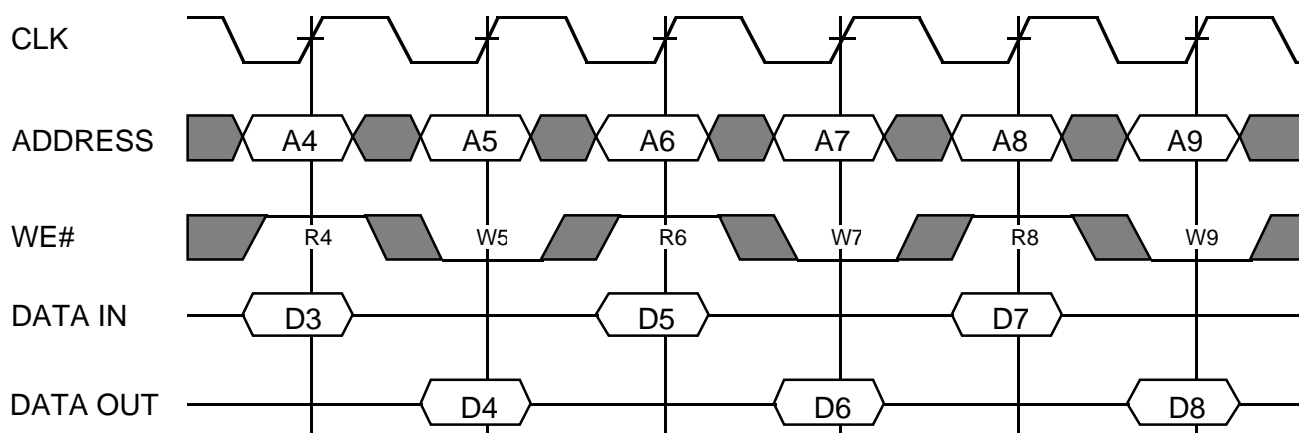 CLK
ADDRESS A4 A5 A6 A7 A8 A9
WE# R4 W5 R6 W7 R8 W9
DATA IN D3 D5 D7
DATA OUT D4 D6 D8